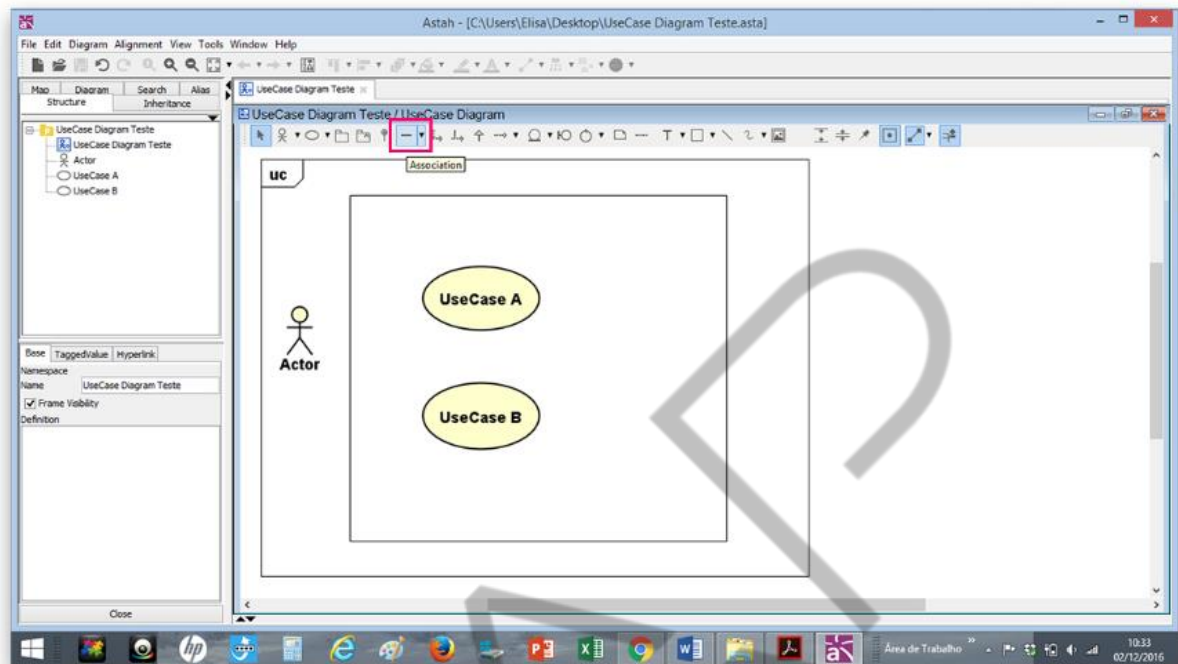 Astah - [C:\Users\Elisa\Desktop\UseCase Diagram Teste.asta]
File Edit Diagram Alignment View Tools Window Help
Map Diagram Search Alias
Structure Inheritance
UseCase Diagram Teste
UseCase Diagram Teste
Actor
UseCase A
UseCase B
Base TaggedValue Hyperlink
Namespace
Name UseCase Diagram Teste
Frame Visibility
Definition
Close
UseCase Diagram Teste
UseCase Diagram Teste / UseCase Diagram
Association
uc
UseCase A
Actor
UseCase B
Área de Trabalho
10:33
02/12/2016